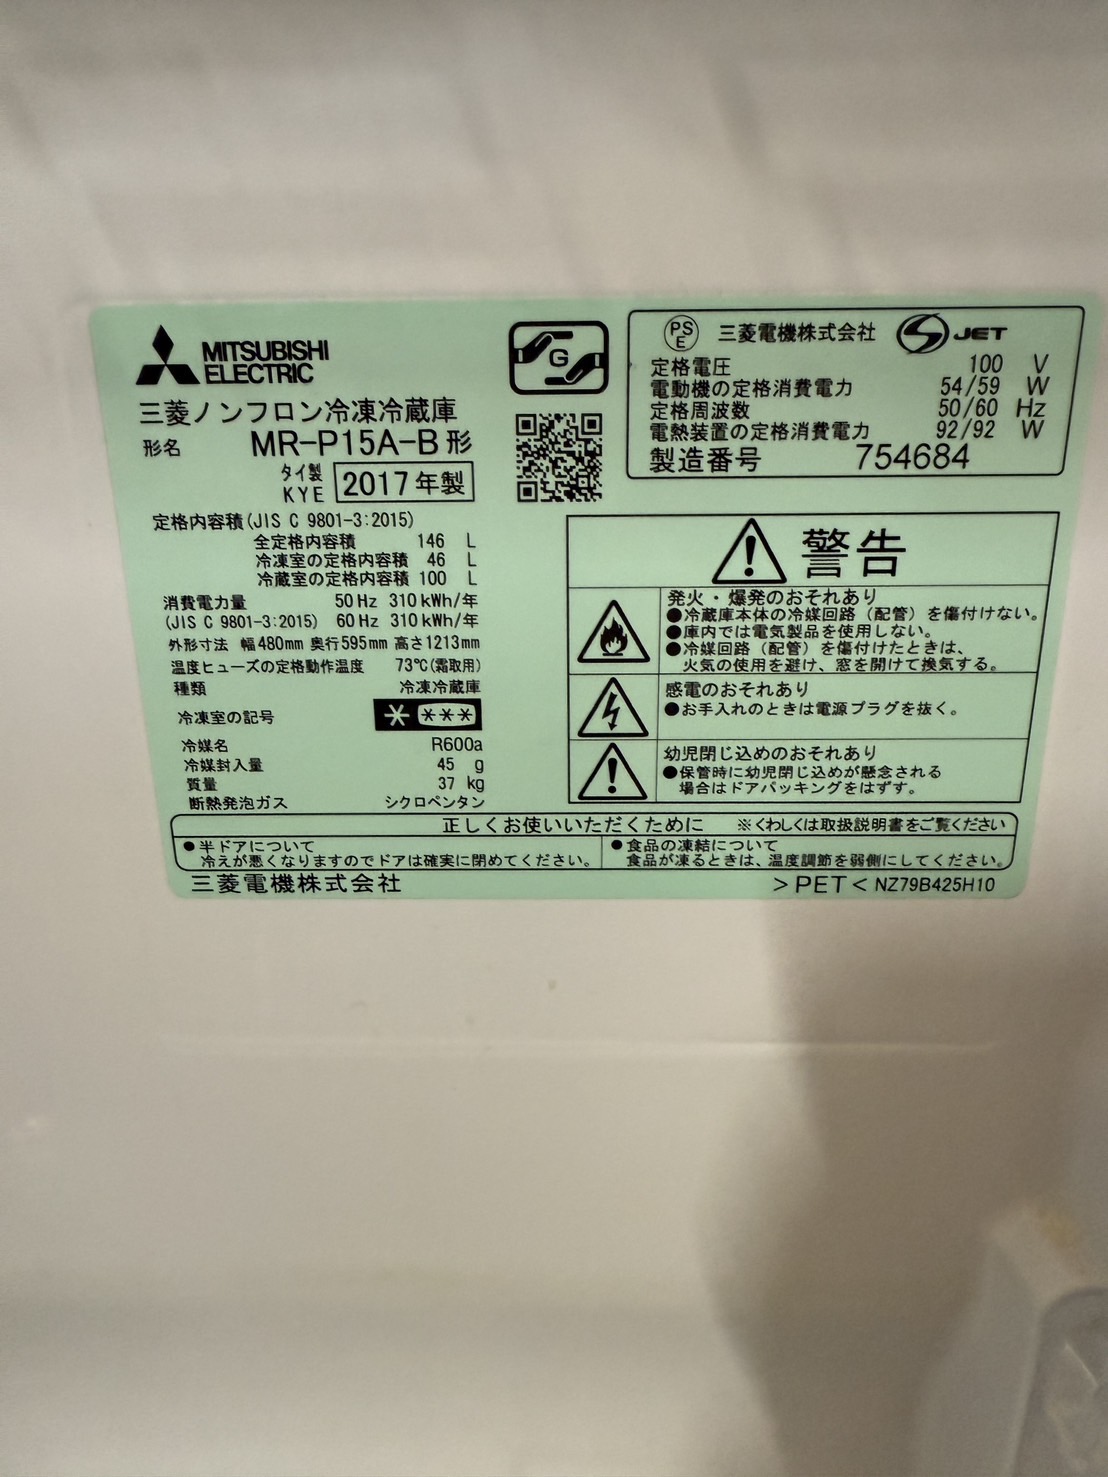 MITSUBISHI
ELECTRIC
三菱ノンフロン冷凍冷蔵庫
形名 MR-P15A-B 形
タイ製
KYE 2017年製
定格内容積(JIS C 9801-3:2015)
全定格内容積 146 L
冷凍室の定格内容積 46 L
冷蔵室の定格内容積 100 L
消費電力量 50 Hz 310 kWh/年
(JIS C 9801-3:2015) 60 Hz 310 kWh/年
外形寸法 幅480mm 奥行595mm 高さ1213mm
温度ヒューズの定格動作温度 73℃(霜取用)
種類 冷凍冷蔵庫
冷凍室の記号
冷媒名 R600a
冷媒封入量 45 g
質量 37 kg
断熱発泡ガス シクロペンタン
G
PS
E 三菱電機株式会社 JET
定格電圧 100 V
電動機の定格消費電力 54/59 W
定格周波数 50/60 Hz
電熱装置の定格消費電力 92/92 W
製造番号 754684
警告
発火・爆発のおそれあり
●冷蔵庫本体の冷媒回路(配管)を傷付けない。
●庫内では電気製品を使用しない。
●冷媒回路(配管)を傷付けたときは、
火気の使用を避け、窓を開けて換気する。
感電のおそれあり
●お手入れのときは電源プラグを抜く。
幼児閉じ込めのおそれあり
●保管時に幼児閉じ込めが懸念される
場合はドアパッキングをはずす。
正しくお使いいただくために ※くわしくは取扱説明書をご覧ください
●半ドアについて
冷えが悪くなりますのでドアは確実に閉めてください。
●食品の凍結について
食品が凍るときは、温度調節を弱側にしてください。
三菱電機株式会社 >PET< NZ79B425H10